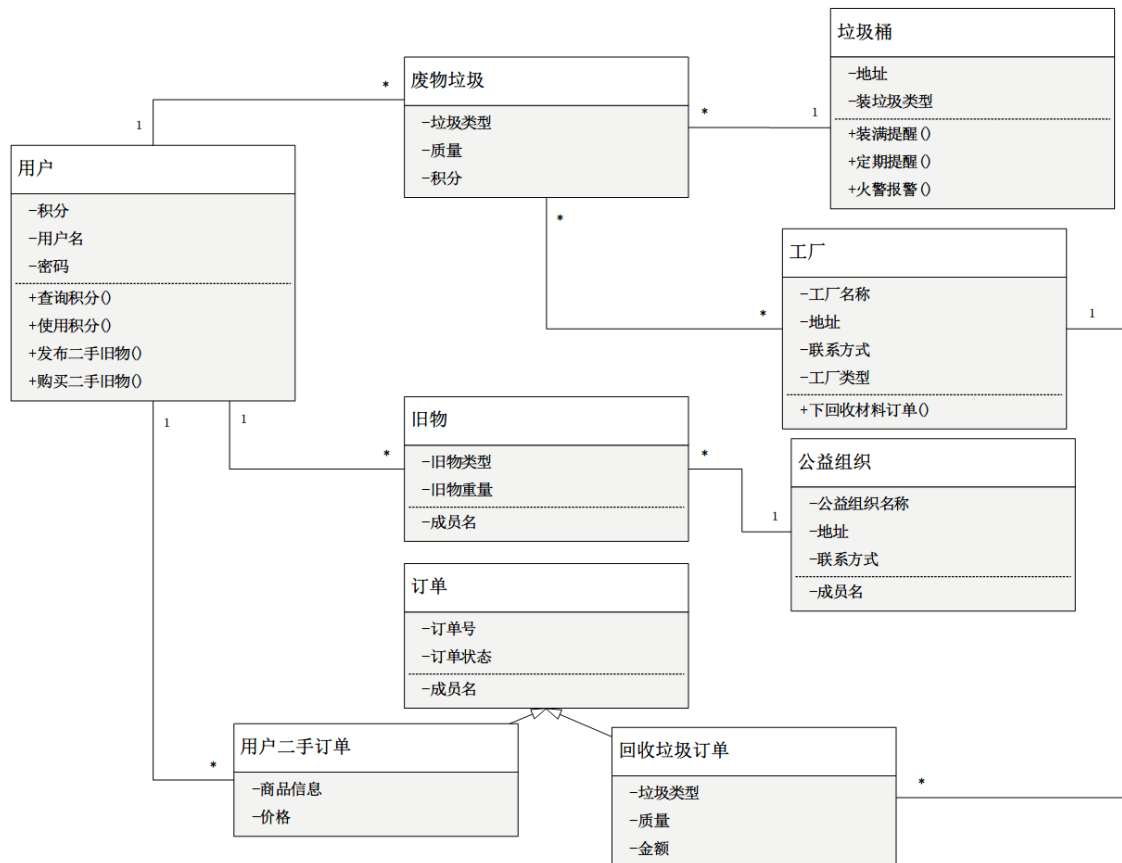 垃圾桶
-地址
-装垃圾类型
+装满提醒()
+定期提醒()
+火警报警()
废物垃圾
-垃圾类型
-质量
-积分
*
1
*
1
用户
-积分
-用户名
-密码
+查询积分()
+使用积分()
+发布二手旧物()
+购买二手旧物()
*
*
工厂
-工厂名称
-地址
-联系方式
-工厂类型
+下回收材料订单()
1
1
1
*
旧物
-旧物类型
-旧物重量
-成员名
*
1
公益组织
-公益组织名称
-地址
-联系方式
-成员名
订单
-订单号
-订单状态
-成员名
*
用户二手订单
-商品信息
-价格
回收垃圾订单
-垃圾类型
-质量
-金额
*